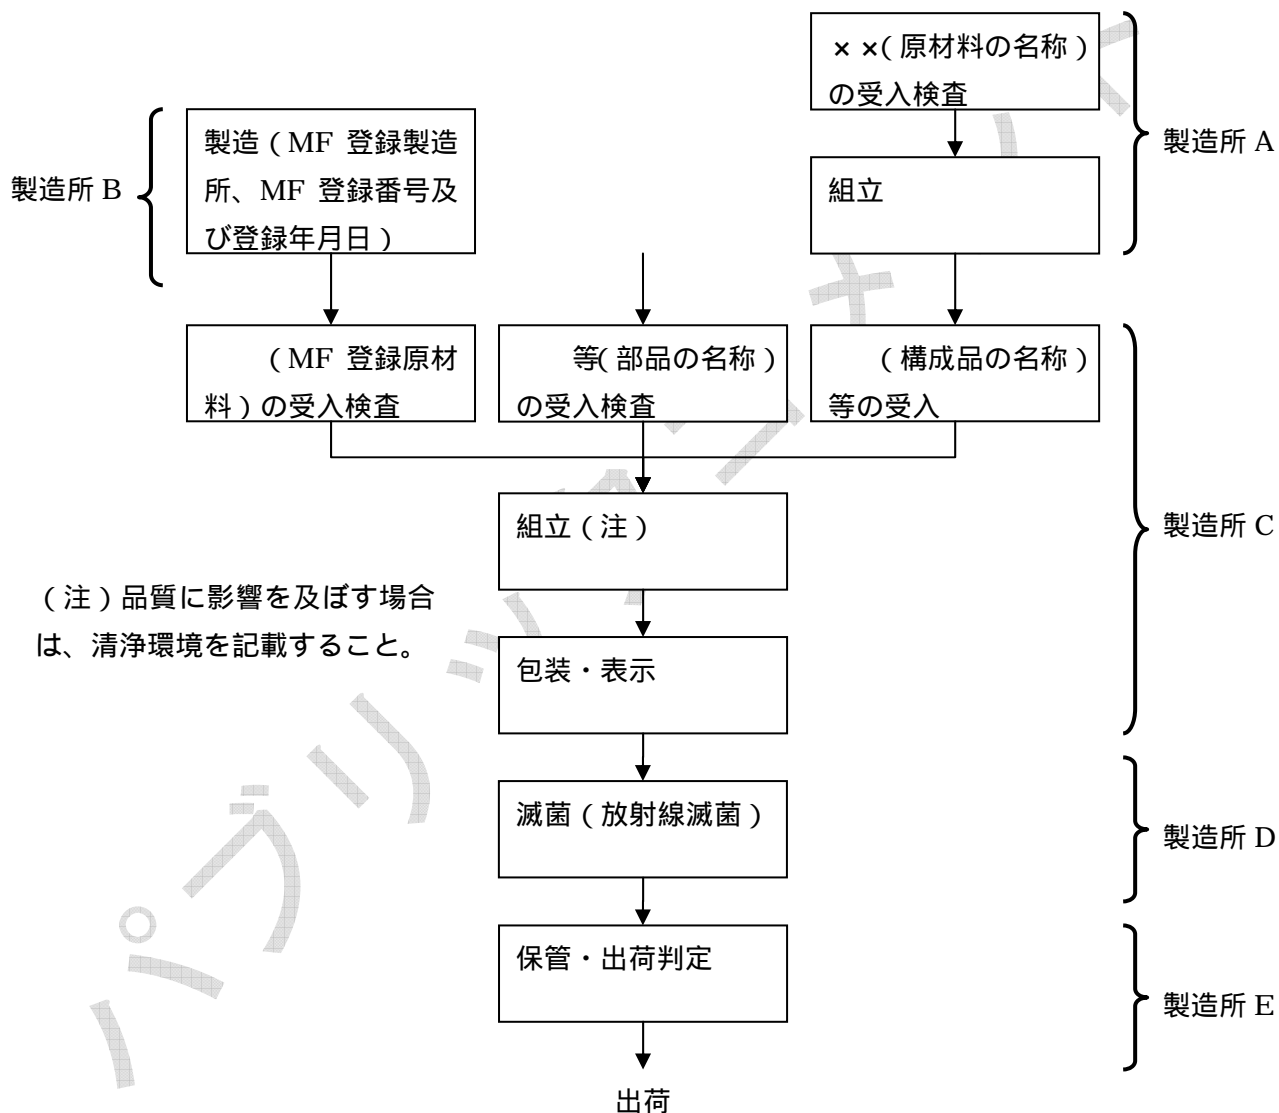 ××(原材料の名称)
の受入検査
組立
製造所 A
製造(MF 登録製造
所、MF 登録番号及
び登録年月日)
製造所 B
(MF 登録原材
料)の受入検査
等(部品の名称)
の受入検査
(構成品の名称)
等の受入
組立(注)
製造所 C
(注)品質に影響を及ぼす場合
は、清浄環境を記載すること。
包装・表示
滅菌(放射線滅菌)
製造所 D
保管・出荷判定
製造所 E
出荷